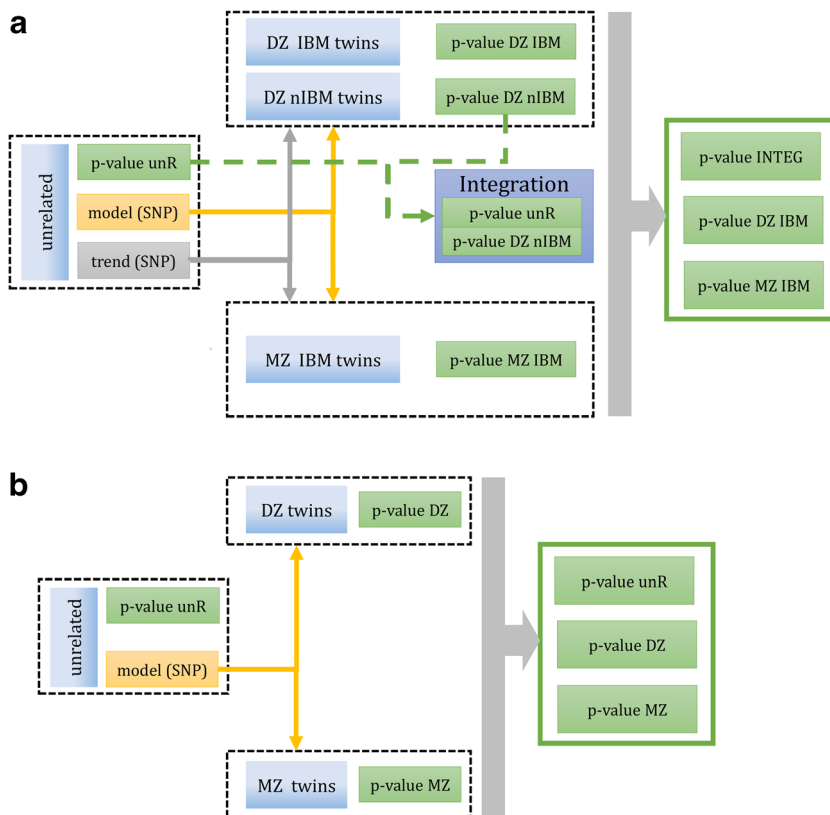 a
DZ IBM twins
p-value DZ IBM
DZ nIBM twins
p-value DZ nIBM
unrelated
p-value unR
model (SNP)
trend (SNP)
Integration
p-value unR
p-value DZ nIBM
p-value INTEG
p-value DZ IBM
p-value MZ IBM
MZ IBM twins
p-value MZ IBM
b
DZ twins
p-value DZ
unrelated
p-value unR
model (SNP)
p-value unR
p-value DZ
p-value MZ
MZ twins
p-value MZ